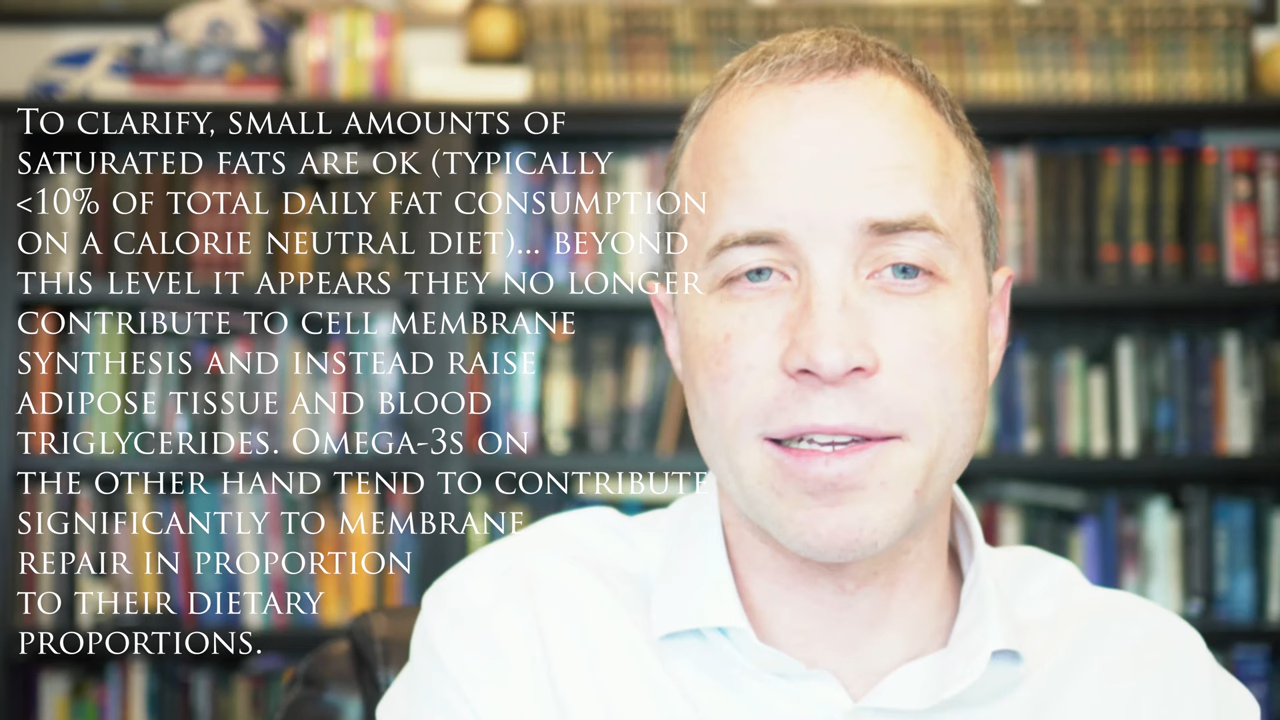 To clarify, small amounts of
saturated fats are ok (typically
<10% of total daily fat consumption
on a calorie neutral diet)... beyond
this level it appears they no longer
contribute to cell membrane
synthesis and instead raise
adipose tissue and blood
triglycerides. Omega-3s on
the other hand tend to contribute
significantly to membrane
repair in proportion
to their dietary
proportions.